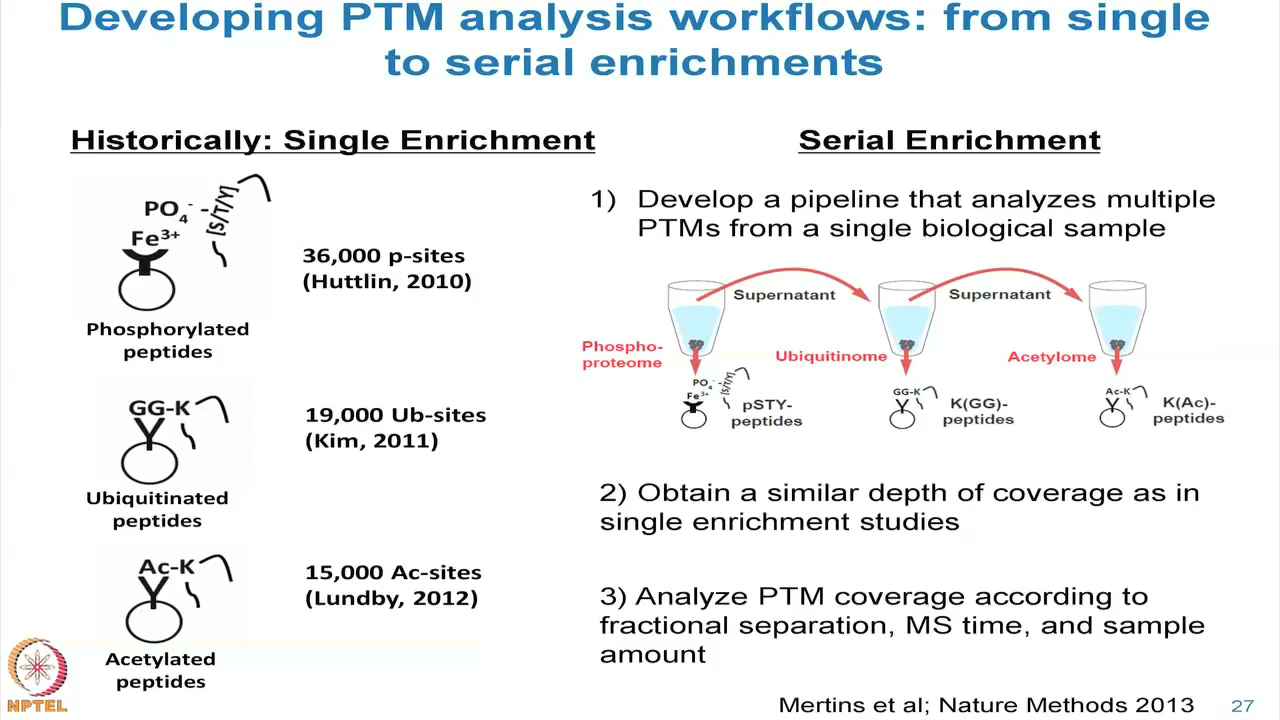 Developing PTM analysis workflows: from single
to serial enrichments
Historically: Single Enrichment
PO4- - [S/T/Y]
Fe3+
36,000 p-sites
(Huttlin, 2010)
Phosphorylated
peptides
GG-K
19,000 Ub-sites
(Kim, 2011)
Ubiquitinated
peptides
Ac-K
15,000 Ac-sites
(Lundby, 2012)
Acetylated
peptides
Serial Enrichment
1) Develop a pipeline that analyzes multiple
PTMs from a single biological sample
Supernatant
Supernatant
Phospho-
proteome
Ubiquitinome
Acetylome
PO4- - [S/T/Y]
Fe3+
pSTY-
peptides
GG-K
K(GG)-
peptides
Ac-K
K(Ac)-
peptides
2) Obtain a similar depth of coverage as in
single enrichment studies
3) Analyze PTM coverage according to
fractional separation, MS time, and sample
amount
Mertins et al; Nature Methods 2013
27
NPTEL